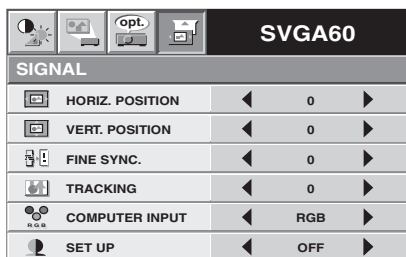 opt.
SVGA60
SIGNAL
HORIZ. POSITION 0
VERT. POSITION 0
FINE SYNC. 0
TRACKING 0
RGB COMPUTER INPUT RGB
SET UP OFF